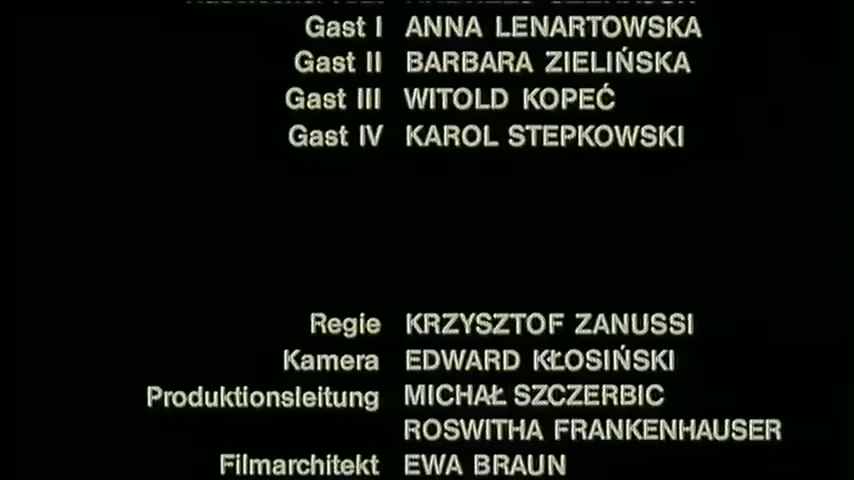 Gast I ANNA LENARTOWSKA
Gast II BARBARA ZIELIŃSKA
Gast III WITOLD KOPEĆ
Gast IV KAROL STEPKOWSKI
Regie KRZYSZTOF ZANUSSI
Kamera EDWARD KŁOSIŃSKI
Produktionsleitung MICHAŁ SZCZERBIC
ROSWITHA FRANKENHAUSER
Filmarchitekt EWA BRAUN